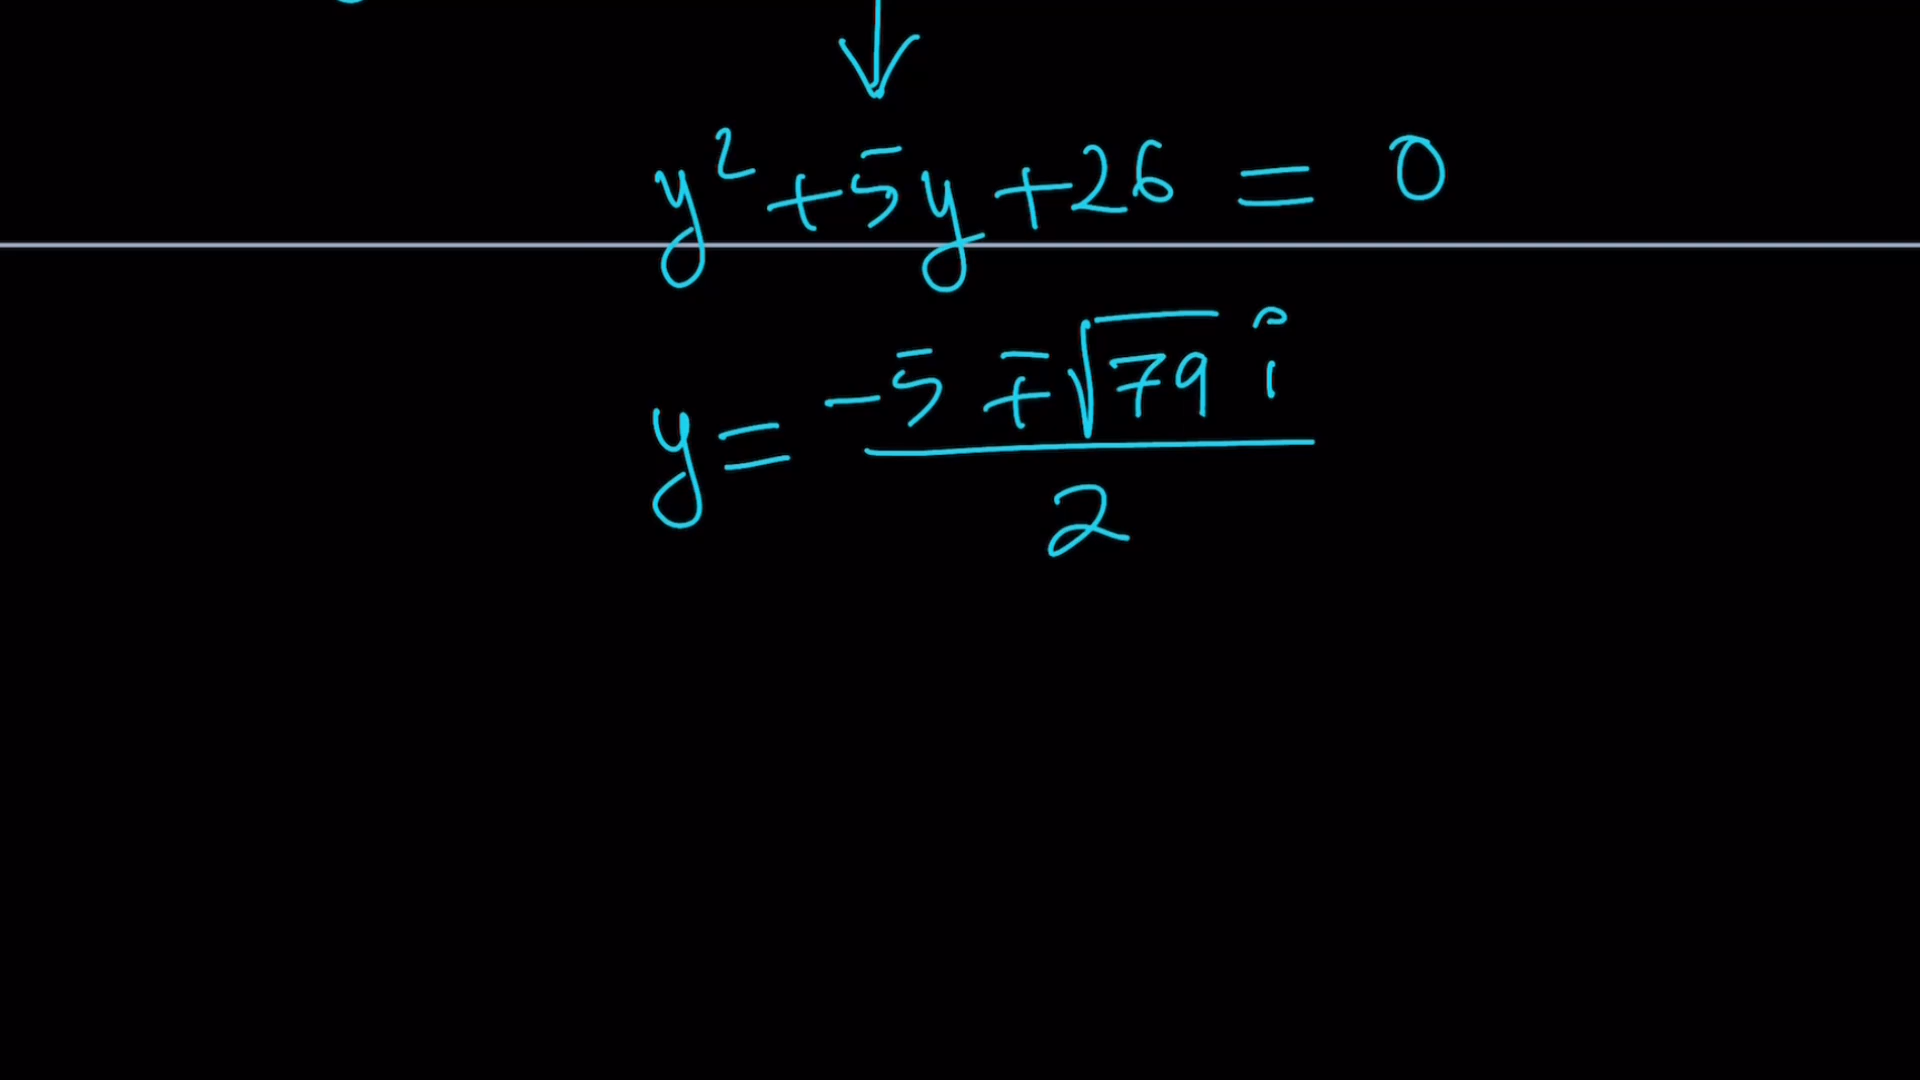 y² + 5y + 26 = 0
y = (-5 ∓ √79 i) / 2